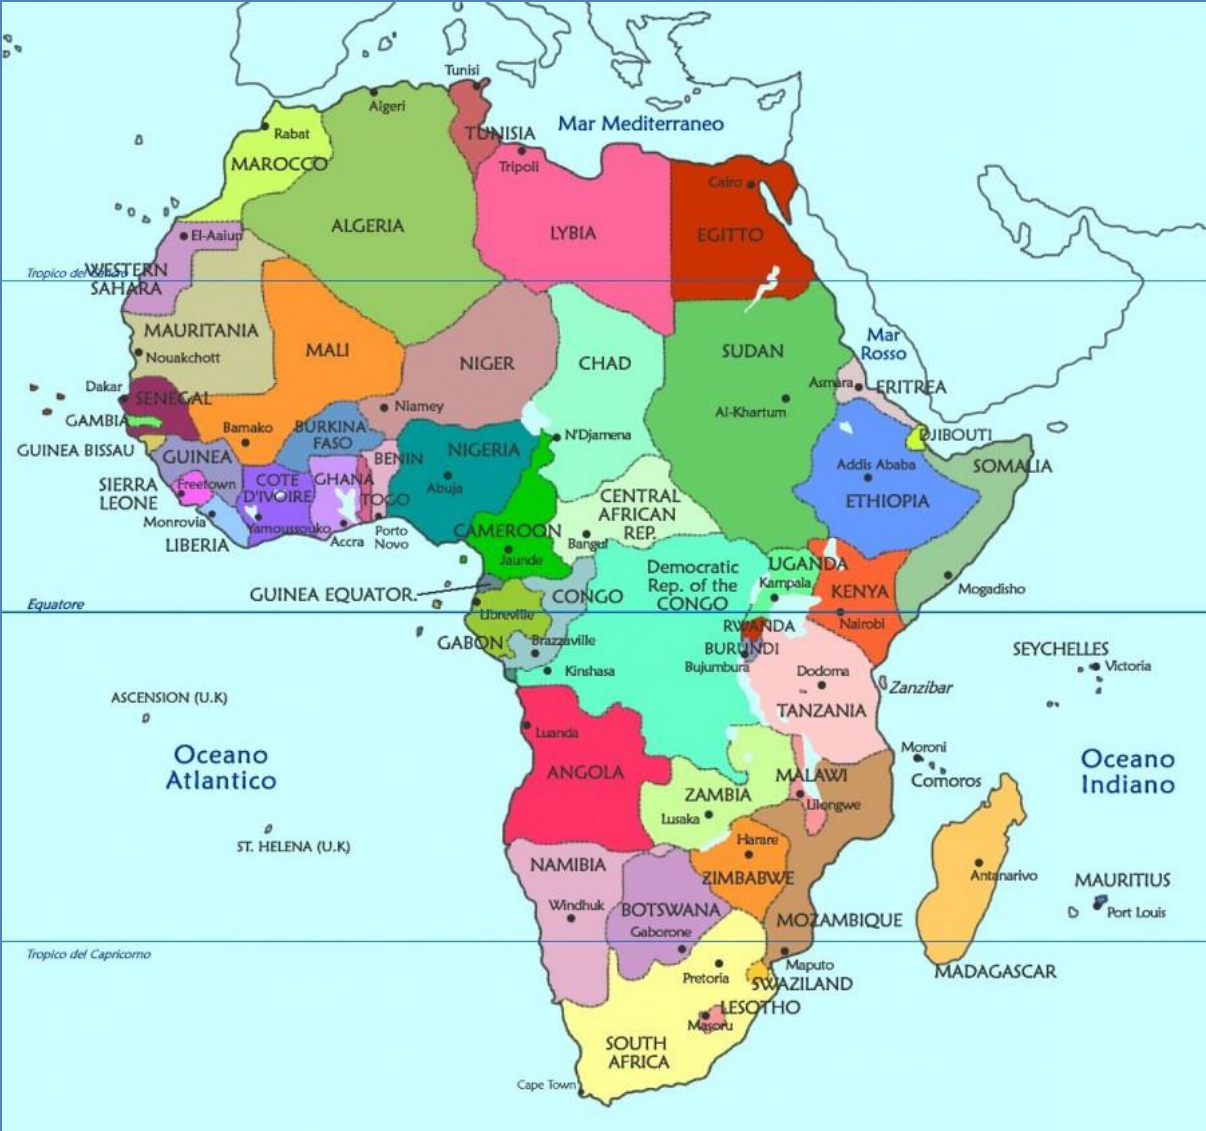 Tunisi
Algeri
Mar Mediterraneo
Rabat
TUNISIA
MAROCCO
Tripoli
Cairo
ALGERIA
LYBIA
EGITTO
El-Aaiun
Tropico del Cancro
WESTERN
SAHARA
MAURITANIA
Nouakchott
MALI
NIGER
CHAD
SUDAN
Mar
Rosso
Dakar
SENEGAL
Asmara
ERITREA
Niamey
Al-Khartum
GAMBIA
Bamako
BURKINA
FASO
N'Djamena
DJIBOUTI
GUINEA BISSAU
GUINEA
BENIN
NIGERIA
Addis Ababa
SOMALIA
SIERRA
LEONE
Freetown
COTE
D'IVOIRE
GHANA
TOGO
Abuja
CENTRAL
AFRICAN
REP.
ETHIOPIA
Monrovia
Yamoussouko
Accra
Porto
Novo
CAMEROON
Bangui
LIBERIA
Jaunde
Democratic
Rep. of the
CONGO
UGANDA
Kampala
KENYA
Mogadisho
GUINEA EQUATOR.
CONGO
Equatore
Libreville
Nairobi
RWANDA
GABON
Brazzaville
BURUNDI
Bujumbura
SEYCHELLES
Victoria
Kinshasa
Dodoma
Zanzibar
ASCENSION (U.K)
TANZANIA
Luanda
Oceano
Atlantico
Moroni
Comoros
Oceano
Indiano
ANGOLA
MALAWI
ZAMBIA
Lilongwe
Lusaka
ST. HELENA (U.K)
Harare
NAMIBIA
ZIMBABWE
Antanarivo
MAURITIUS
Port Louis
Windhuk
BOTSWANA
Gaborone
MOZAMBIQUE
Tropico del Capricorno
Pretoria
Maputo
MADAGASCAR
SWAZILAND
LESOTHO
Masoru
SOUTH
AFRICA
Cape Town